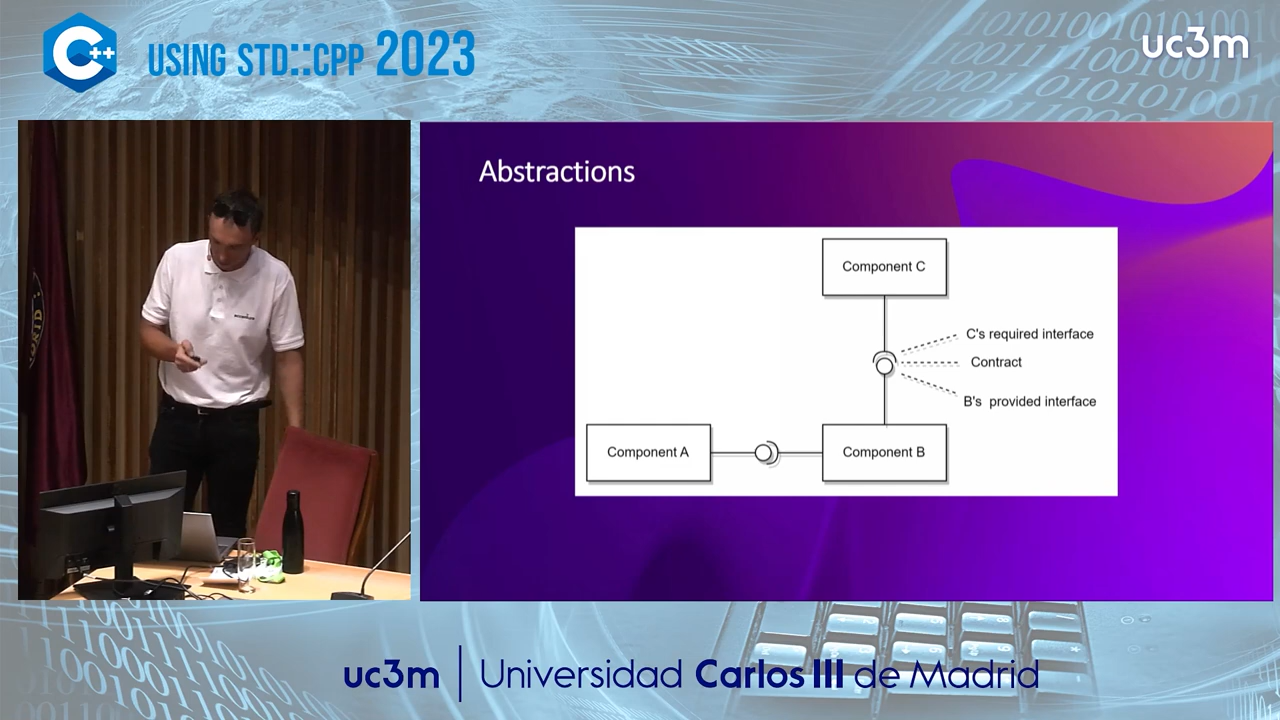 C++
USING STD::CPP 2023
uc3m
Abstractions
Component C
C's required interface
Contract
B's provided interface
Component A
Component B
uc3m | Universidad Carlos III de Madrid